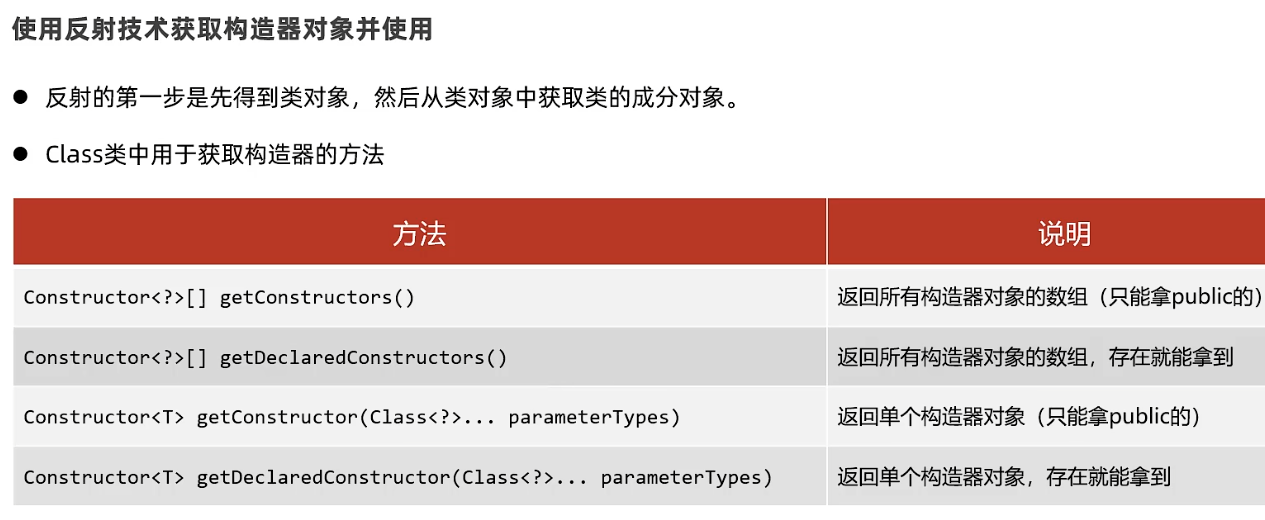 使用反射技术获取构造器对象并使用
● 反射的第一步是先得到类对象，然后从类对象中获取类的成分对象。
● Class类中用于获取构造器的方法
方法 说明
Constructor<?>[] getConstructors() 返回所有构造器对象的数组（只能拿public的）
Constructor<?>[] getDeclaredConstructors() 返回所有构造器对象的数组，存在就能拿到
Constructor<T> getConstructor(Class<?>... parameterTypes) 返回单个构造器对象（只能拿public的）
Constructor<T> getDeclaredConstructor(Class<?>... parameterTypes) 返回单个构造器对象，存在就能拿到